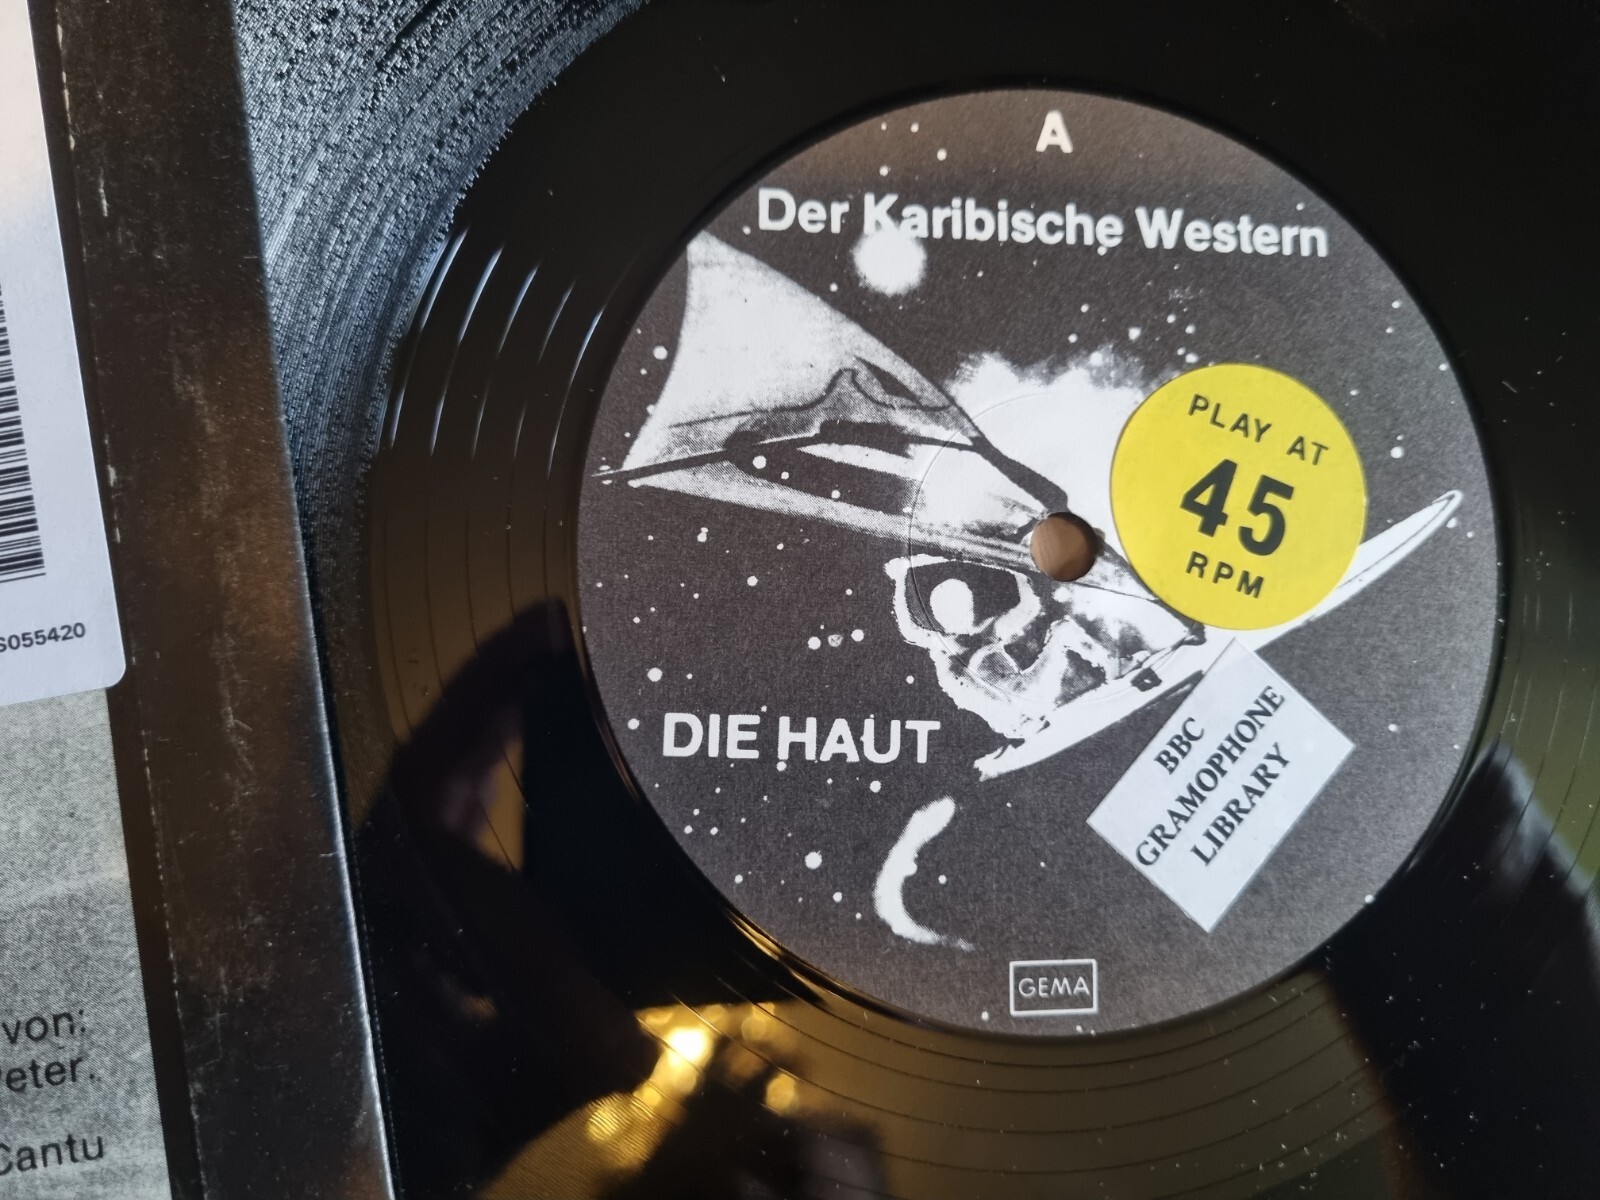 A
Der Karibische Western
PLAY AT
45
RPM
DIE HAUT
BBC
GRAMOPHONE
LIBRARY
GEMA
S055420
von:
Peter.
Cantu